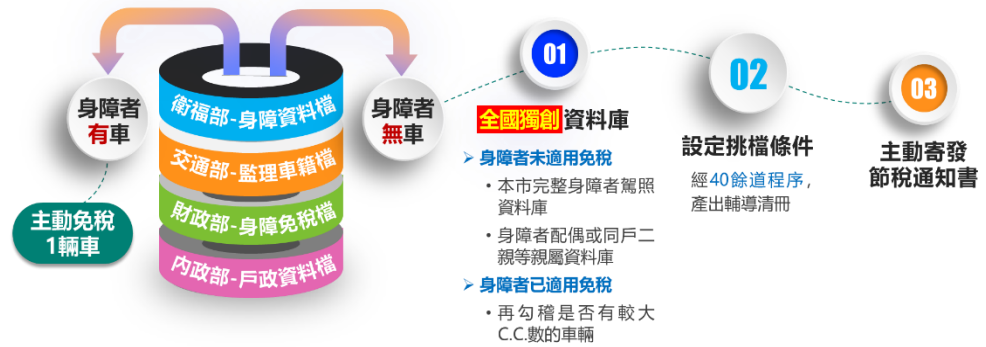 身障者
有車
主動免稅
1輛車
衛福部-身障資料檔
交通部-監理車籍檔
財政部-身障免稅檔
內政部-戶政資料檔
身障者
無車
01
全國獨創資料庫
➢ 身障者未適用免稅
• 本市完整身障者駕照
資料庫
• 身障者配偶或同戶二
親等親屬資料庫
➢ 身障者已適用免稅
• 再勾稽是否有較大
C.C.數的車輛
02
設定挑檔條件
經40餘道程序,
產出輔導清冊
03
主動寄發
節稅通知書